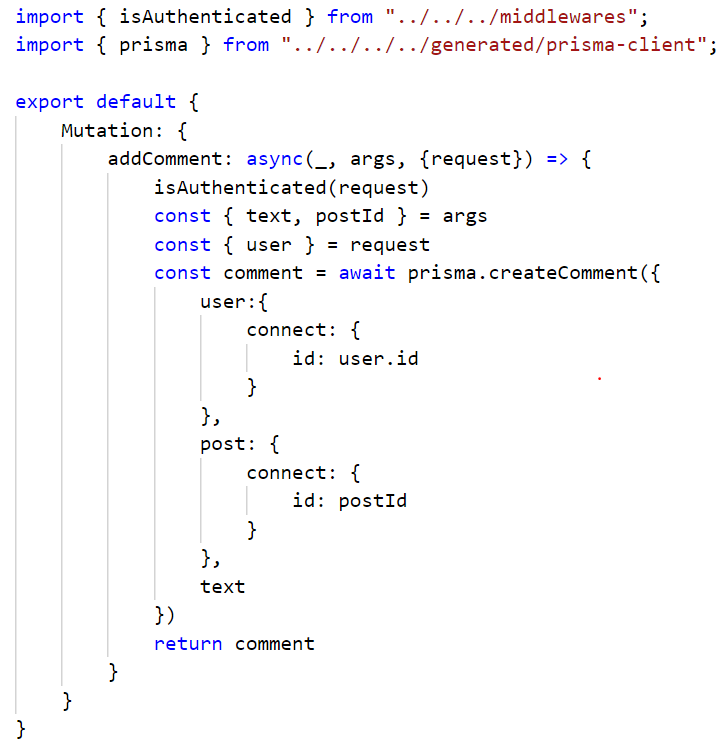 import { isAuthenticated } from "../../../middlewares";
import { prisma } from "../../../../generated/prisma-client";

export default {
    Mutation: {
        addComment: async(_, args, {request}) => {
            isAuthenticated(request)
            const { text, postId } = args
            const { user } = request
            const comment = await prisma.createComment({
                user:{
                    connect: {
                        id: user.id
                    }
                },
                post: {
                    connect: {
                        id: postId
                    }
                },
                text
            })
            return comment
        }
    }
}